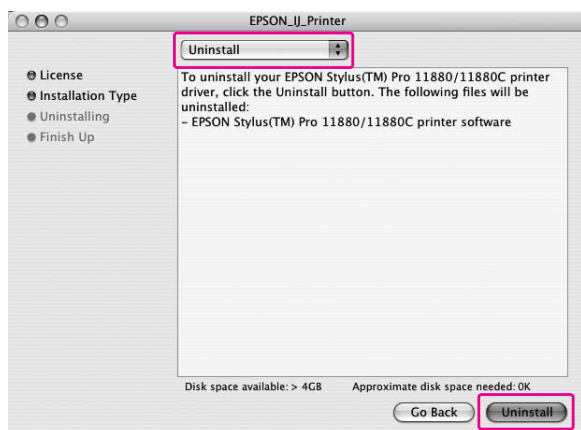 EPSON_IJ_Printer
Uninstall
License
Installation Type
Uninstalling
Finish Up
To uninstall your EPSON Stylus(TM) Pro 11880/11880C printer
driver, click the Uninstall button. The following files will be
uninstalled:
– EPSON Stylus(TM) Pro 11880/11880C printer software
Disk space available: > 4GB
Approximate disk space needed: 0K
Go Back
Uninstall